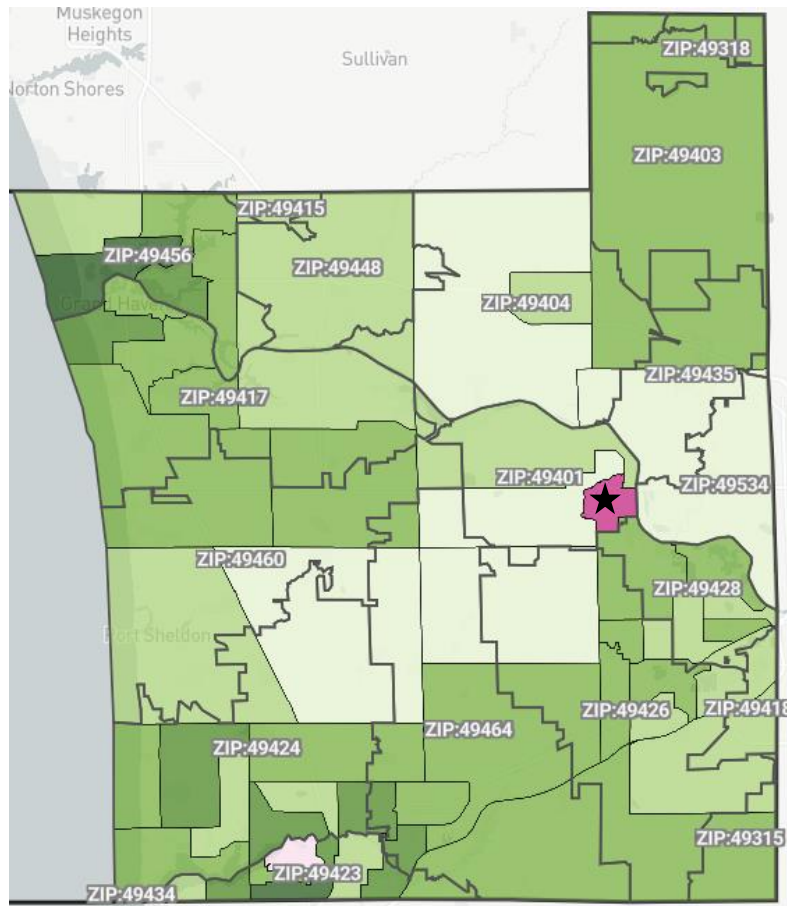 Muskegon
Heights
Sullivan
Norton Shores
ZIP:49318
ZIP:49403
ZIP:49415
ZIP:49456
ZIP:49448
Grand Haven
ZIP:49404
ZIP:49435
ZIP:49417
ZIP:49401
ZIP:49534
ZIP:49460
ZIP:49428
Port Sheldon
ZIP:49426
ZIP:49418
ZIP:49464
ZIP:49424
ZIP:49315
ZIP:49423
ZIP:49434